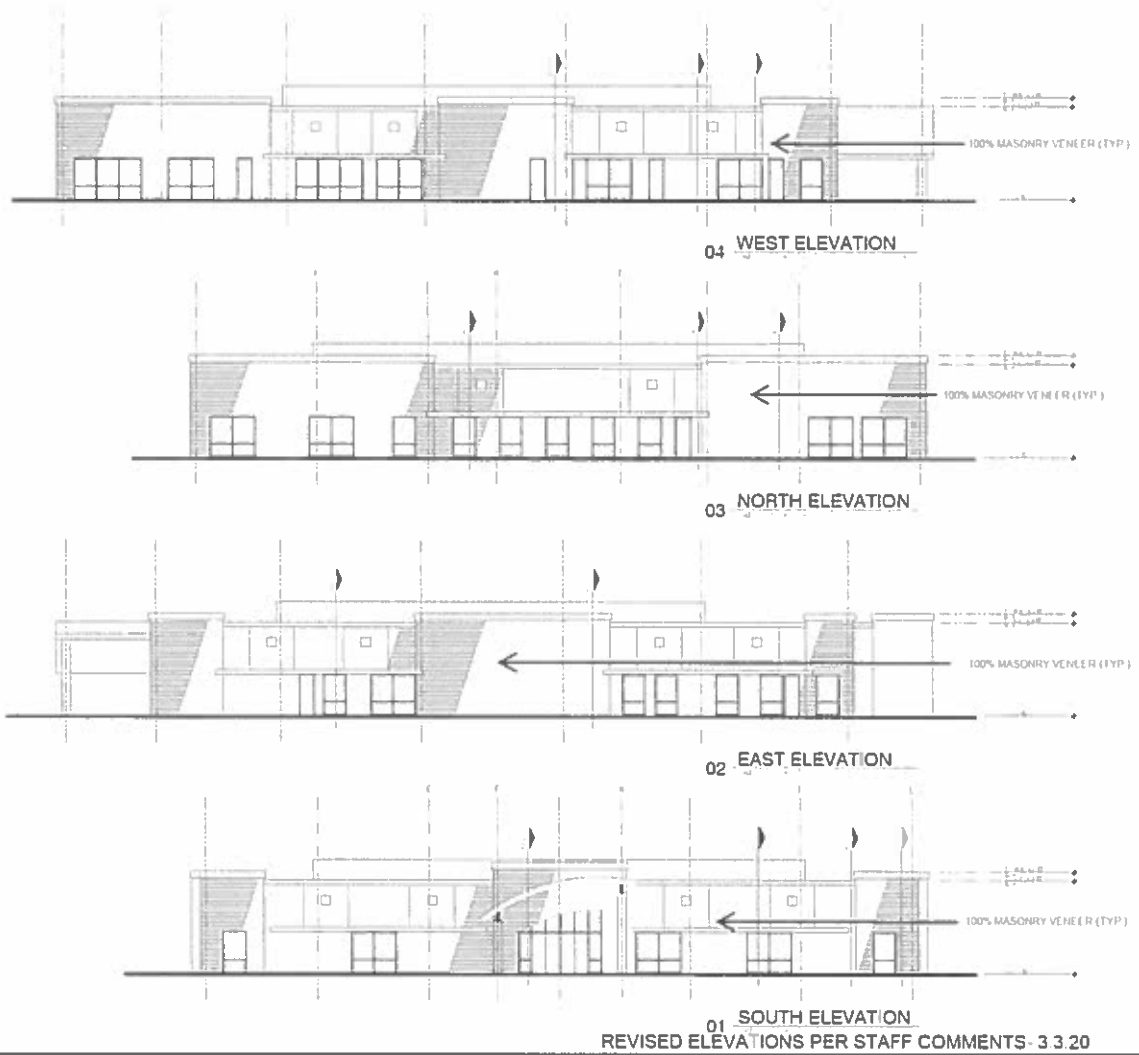 100% MASONRY VENEER (TYP.)
04 WEST ELEVATION
100% MASONRY VENEER (TYP.)
03 NORTH ELEVATION
100% MASONRY VENEER (TYP.)
02 EAST ELEVATION
100% MASONRY VENEER (TYP.)
01 SOUTH ELEVATION
REVISED ELEVATIONS PER STAFF COMMENTS- 3.3.20